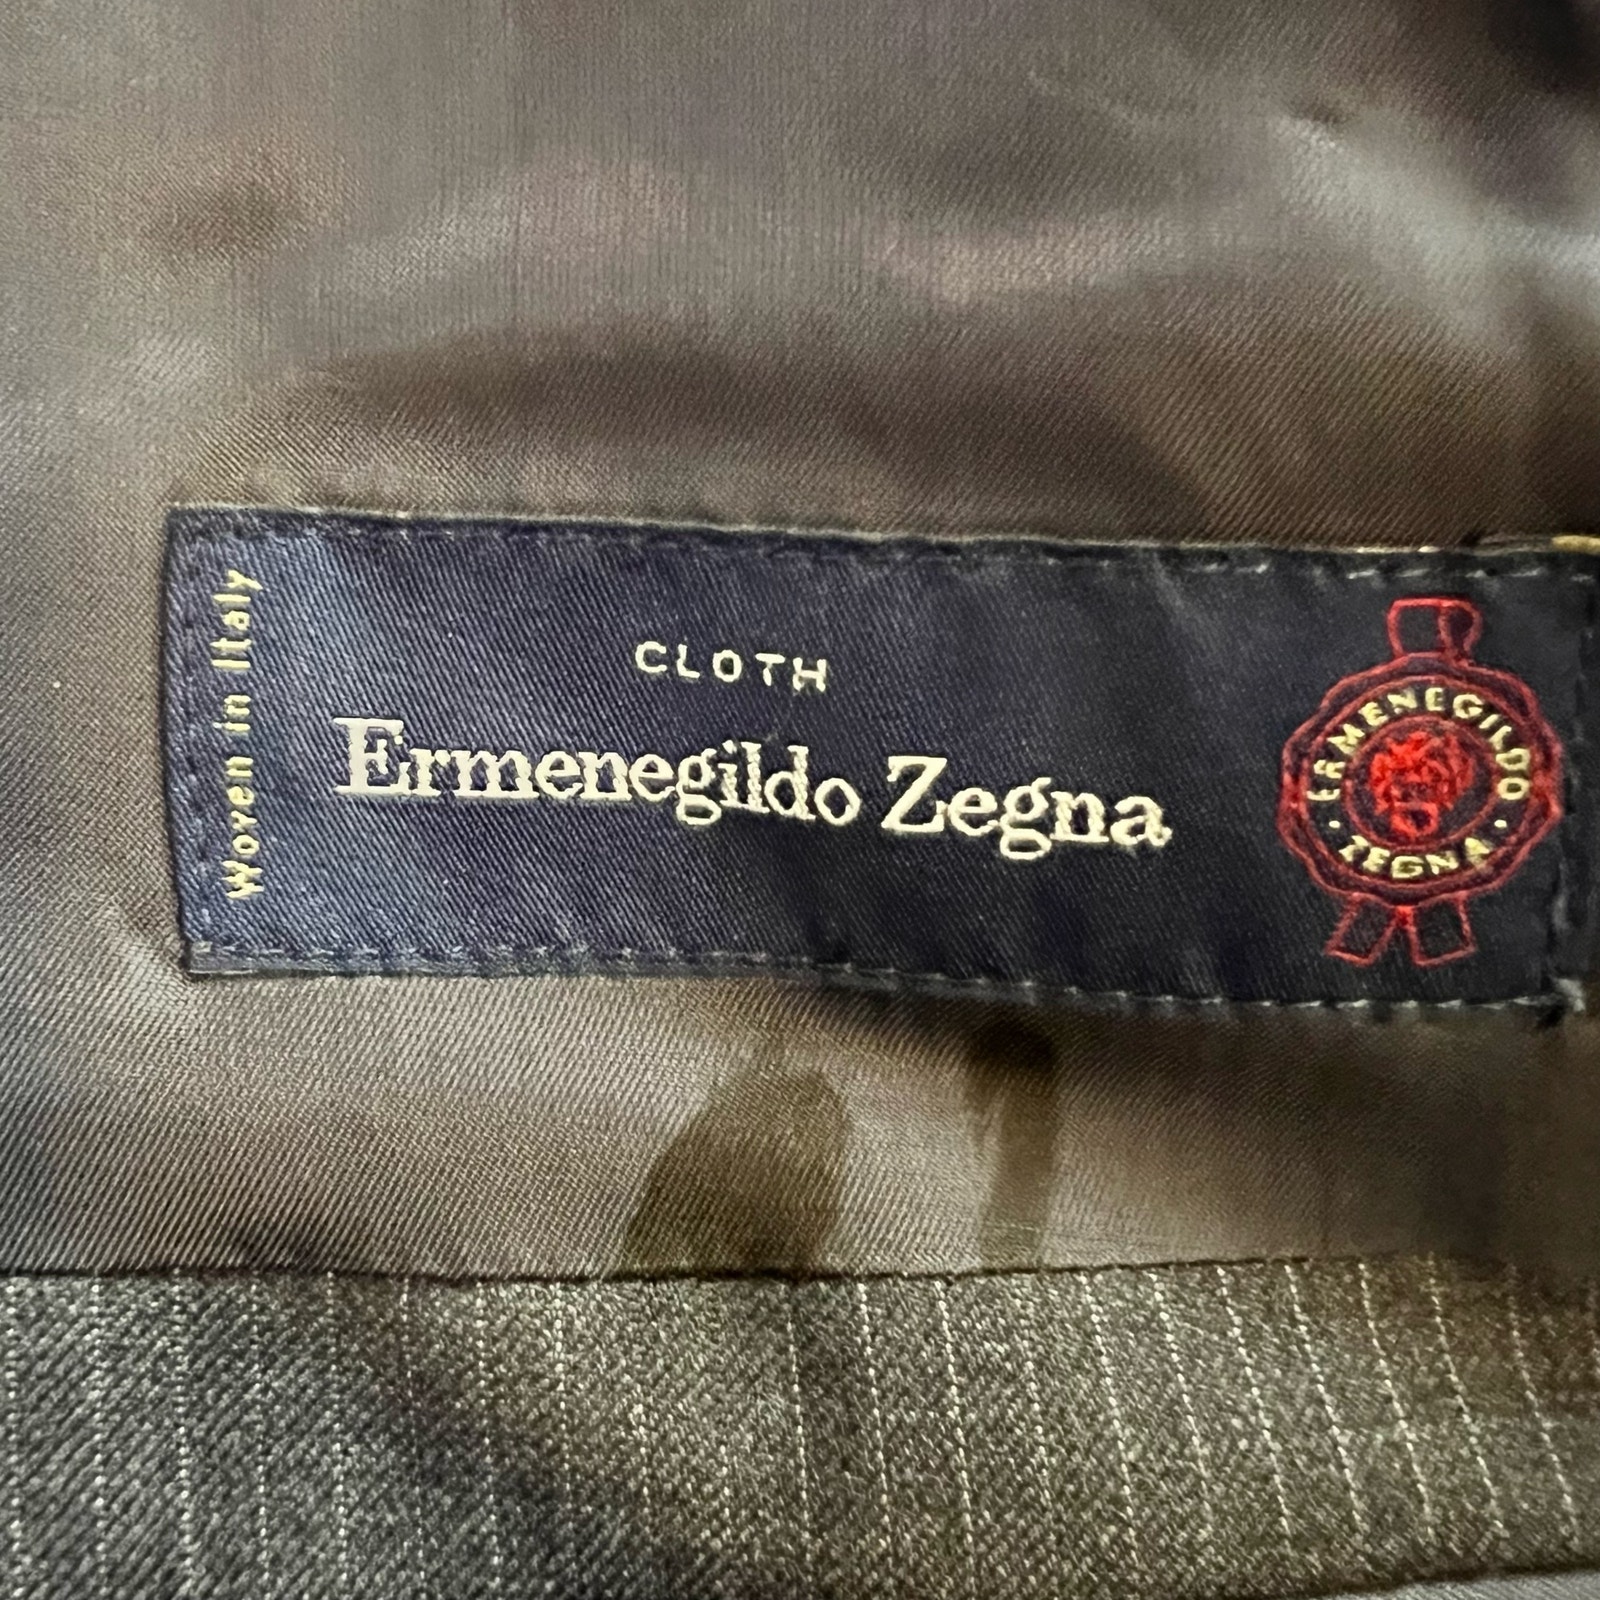 Woven in Italy
CLOTH
Ermenegildo Zegna
ERMENEGILDO
· ZEGNA ·